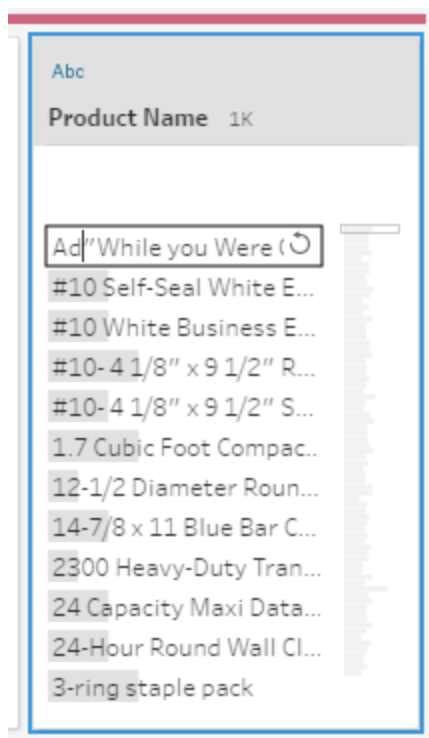 Abc
Product Name 1K
Ad"While you Were (
#10 Self-Seal White E...
#10 White Business E...
#10- 4 1/8" x 9 1/2" R...
#10- 4 1/8" x 9 1/2" S...
1.7 Cubic Foot Compac..
12-1/2 Diameter Roun...
14-7/8 x 11 Blue Bar C...
2300 Heavy-Duty Tran...
24 Capacity Maxi Data...
24-Hour Round Wall Cl...
3-ring staple pack